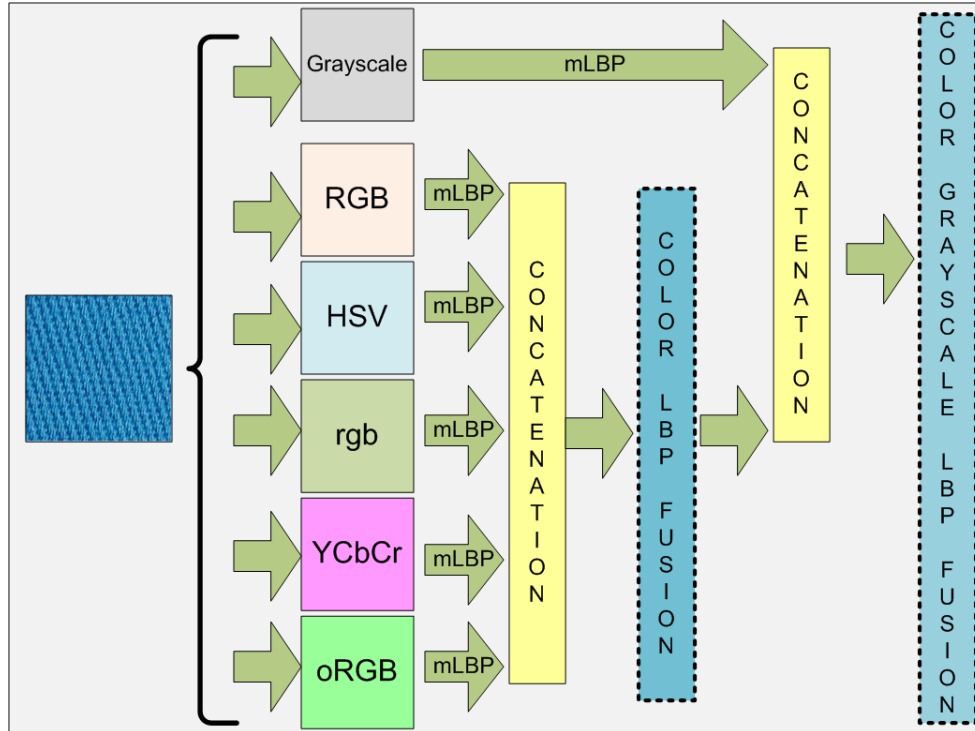 Grayscale
mLBP
RGB
mLBP
HSV
mLBP
rgb
mLBP
YCbCr
mLBP
oRGB
mLBP
CONCATENATION
COLOR LBP FUSION
CONCATENATION
COLOR GRAYSCALE LBP FUSION